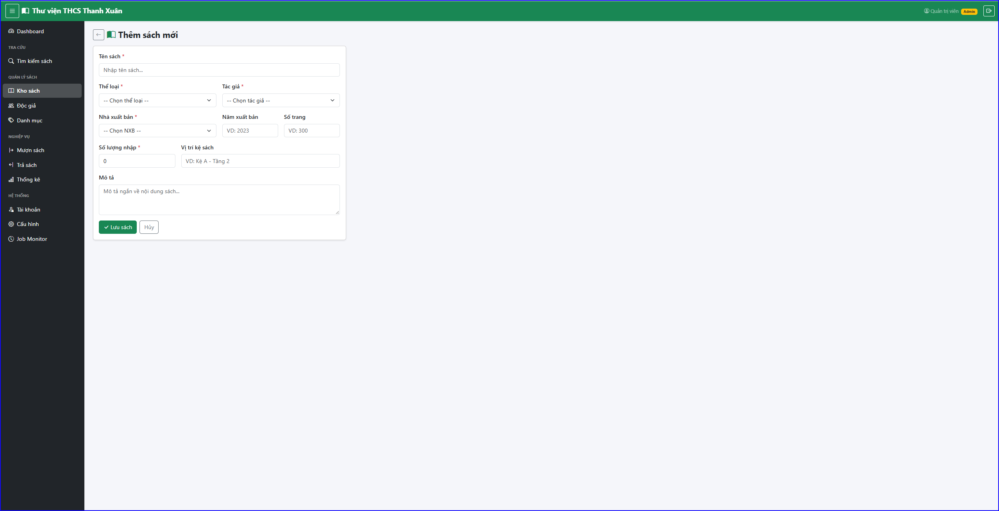 Thư viện THCS Thanh Xuân
Quản trị viên Admin
Dashboard
TRA CỨU
Tìm kiếm sách
QUẢN LÝ SÁCH
Kho sách
Độc giả
Danh mục
NGHIỆP VỤ
Mượn sách
Trả sách
Thống kê
HỆ THỐNG
Tài khoản
Cấu hình
Job Monitor
Thêm sách mới
Tên sách *
Nhập tên sách...
Thể loại * Tác giả *
-- Chọn thể loại -- -- Chọn tác giả --
Nhà xuất bản * Năm xuất bản Số trang
-- Chọn NXB -- VD: 2023 VD: 300
Số lượng nhập * Vị trí kệ sách
0 VD: Kệ A - Tầng 2
Mô tả
Mô tả ngắn về nội dung sách...
Lưu sách Hủy